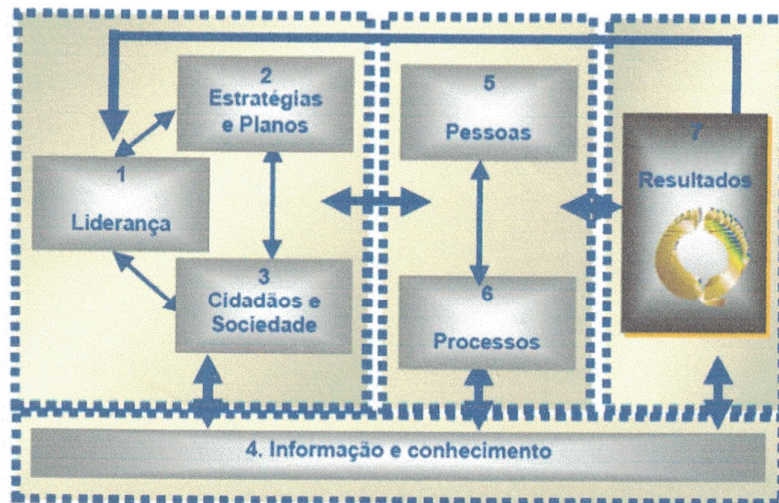 1
Liderança
2
Estratégias
e Planos
3
Cidadãos e
Sociedade
5
Pessoas
6
Processos
7
Resultados
4. Informação e conhecimento